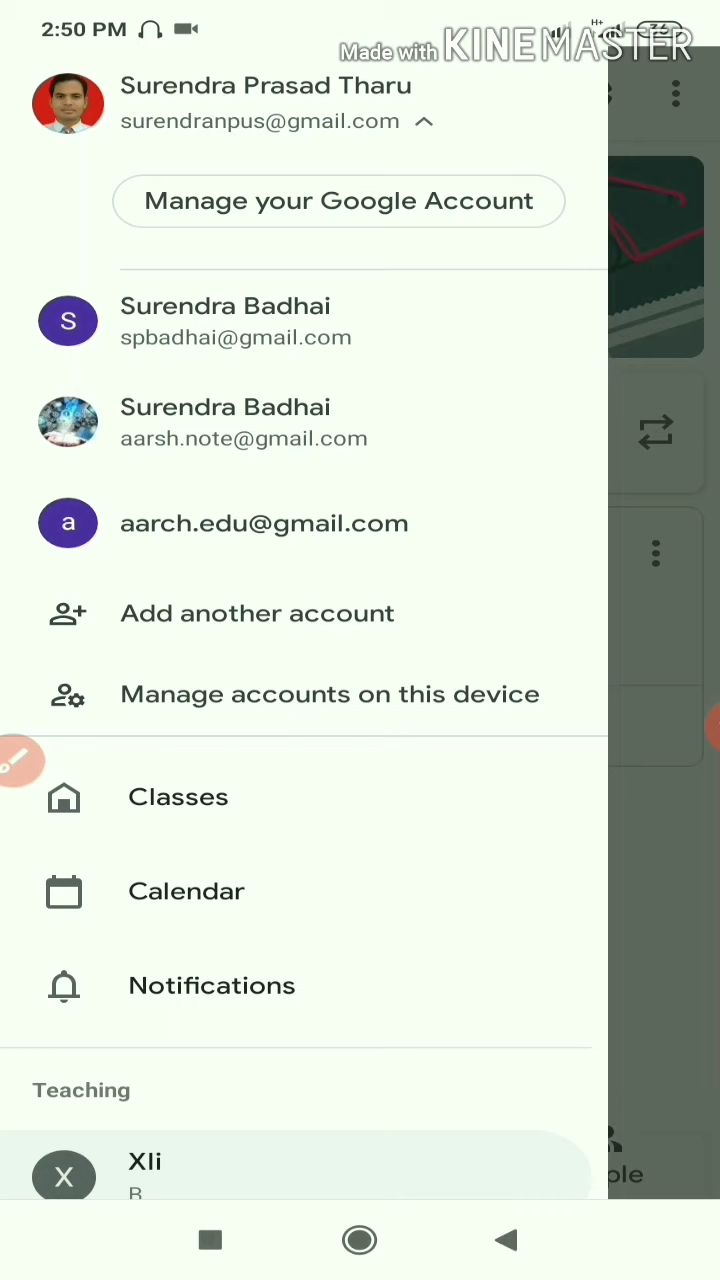 2:50 PM
H+
36
Made with KINEMASTER
Surendra Prasad Tharu
surendranpus@gmail.com
Manage your Google Account
S
Surendra Badhai
spbadhai@gmail.com
Surendra Badhai
aarsh.note@gmail.com
a
aarch.edu@gmail.com
Add another account
Manage accounts on this device
Classes
Calendar
Notifications
Teaching
X
Xli
B
ple